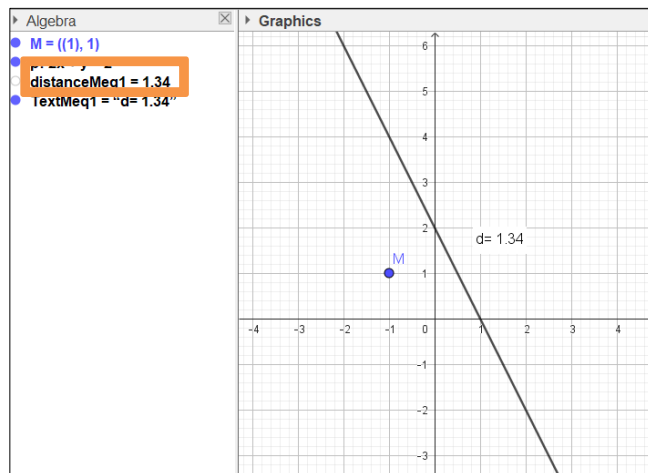 Algebra
Graphics
M = ((1), 1)
distanceMeq1 = 1.34
TextMeq1 = “d= 1.34”
6
5
4
3
2
d= 1.34
M
1
-4 -3 -2 -1 0 1 2 3 4
-1
-2
-3